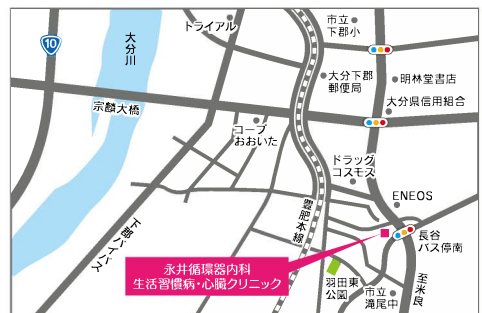 トライアル
市立
下郡小
10
大分川
大分下郡
郵便局
明林堂書店
宗麟大橋
大分県信用組合
コープ
おおいた
ドラッグ
コスモス
ENEOS
豊肥本線
下郡バイパス
長谷
バス停南
永井循環器内科
生活習慣病・心臓クリニック
羽田東
公園
市立
滝尾中
至米良